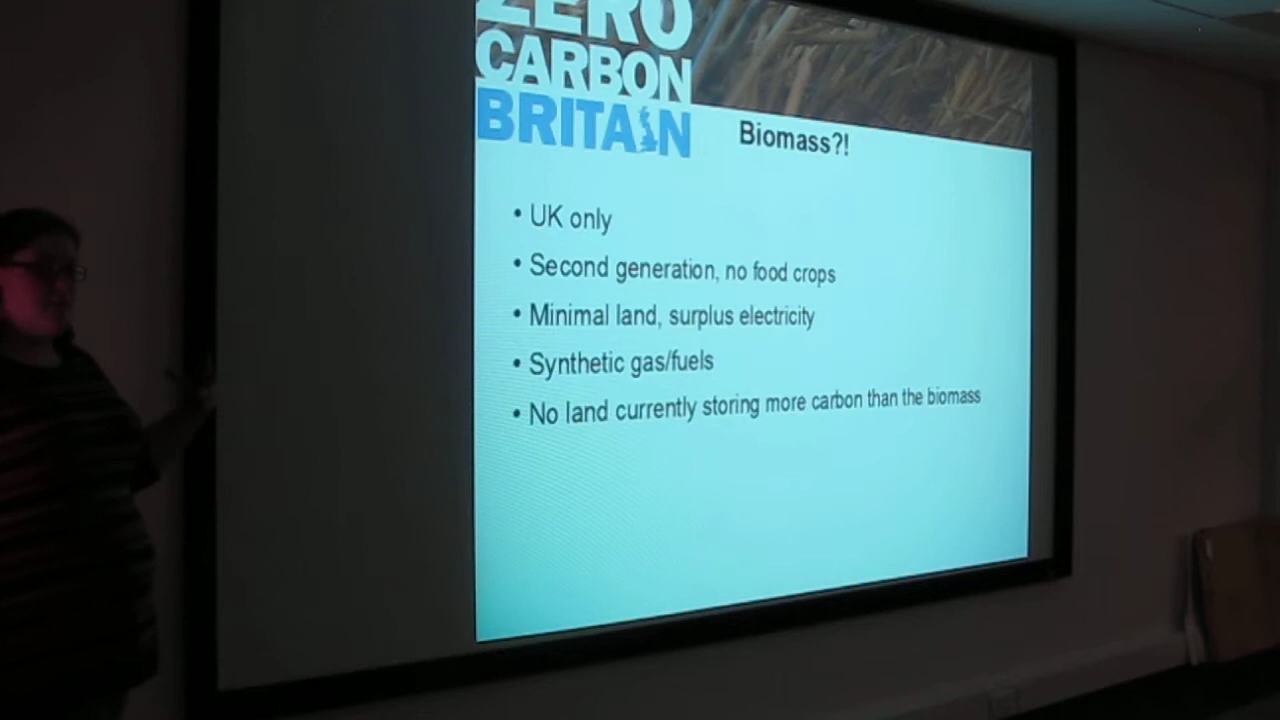 ZERO
CARBON
BRITAIN
Biomass?!
• UK only
• Second generation, no food crops
• Minimal land, surplus electricity
• Synthetic gas/fuels
• No land currently storing more carbon than the biomass